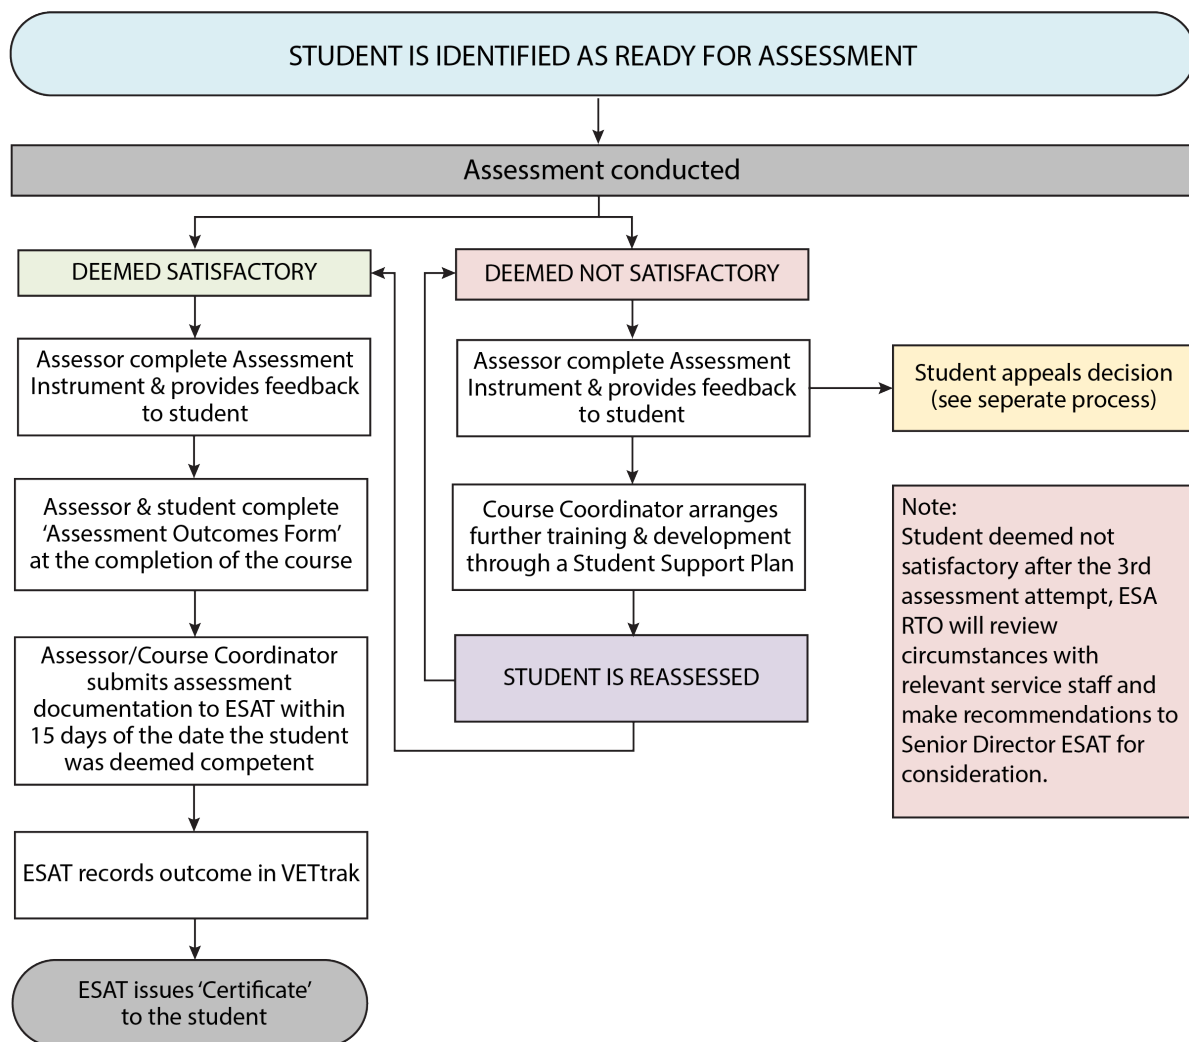 STUDENT IS IDENTIFIED AS READY FOR ASSESSMENT
Assessment conducted
DEEMED SATISFACTORY
Assessor complete Assessment
Instrument & provides feedback
to student
Assessor & student complete
‘Assessment Outcomes Form’
at the completion of the course
Assessor/Course Coordinator
submits assessment
documentation to ESAT within
15 days of the date the student
was deemed competent
ESAT records outcome in VETtrak
ESAT issues ‘Certificate’
to the student
DEEMED NOT SATISFACTORY
Assessor complete Assessment
Instrument & provides feedback
to student
Course Coordinator arranges
further training & development
through a Student Support Plan
STUDENT IS REASSESSED
Student appeals decision
(see seperate process)
Note:
Student deemed not
satisfactory after the 3rd
assessment attempt, ESA
RTO will review
circumstances with
relevant service staff and
make recommendations to
Senior Director ESAT for
consideration.